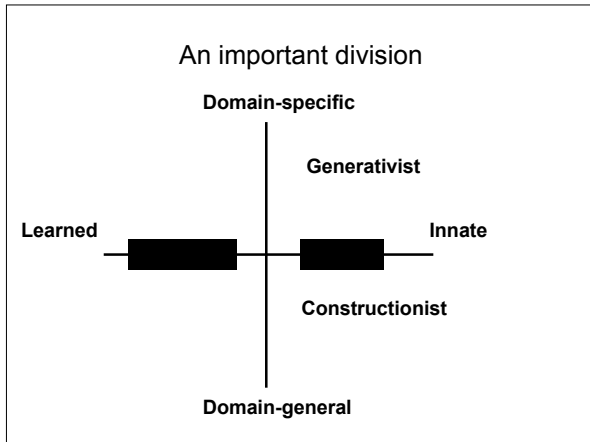 An important division
Domain-specific
Generativist
Learned
Innate
Constructionist
Domain-general